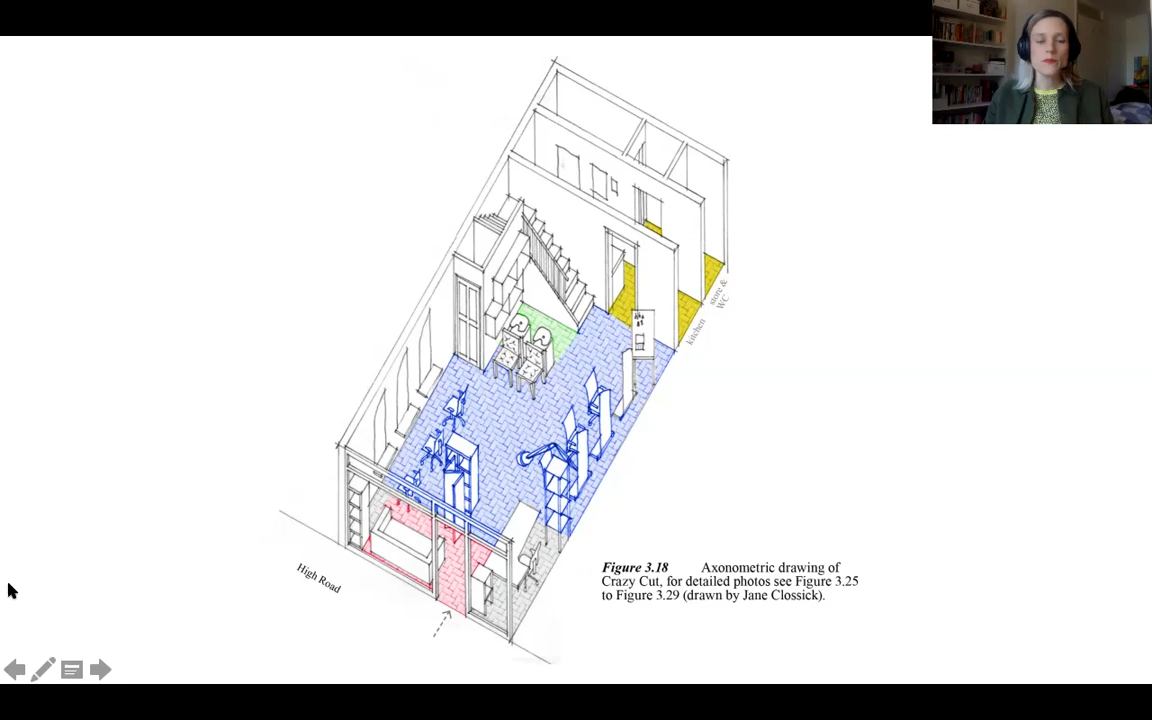 store &
WC
kitchen
High Road
Figure 3.18 Axonometric drawing of
Crazy Cut, for detailed photos see Figure 3.25
to Figure 3.29 (drawn by Jane Clossick).